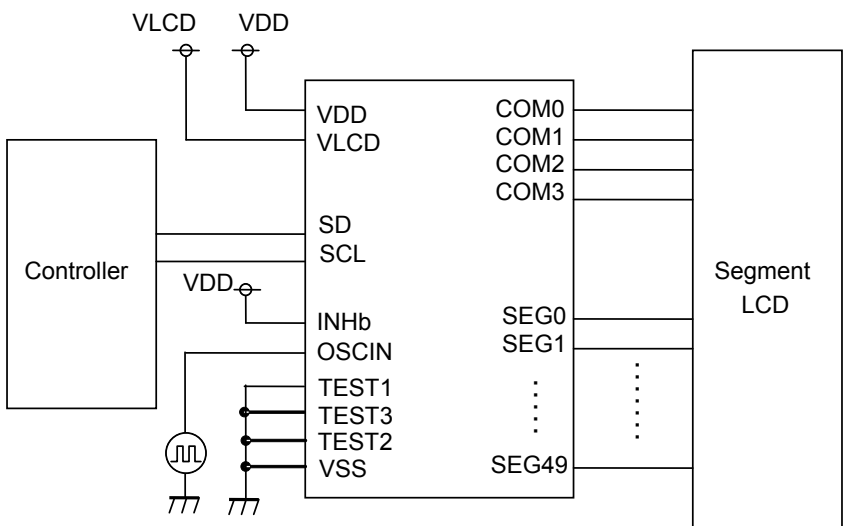 VLCD VDD
VDD
VLCD
SD
SCL
INHb
OSCIN
TEST1
TEST3
TEST2
VSS
COM0
COM1
COM2
COM3
SEG0
SEG1
SEG49
Controller
VDD
Segment
LCD